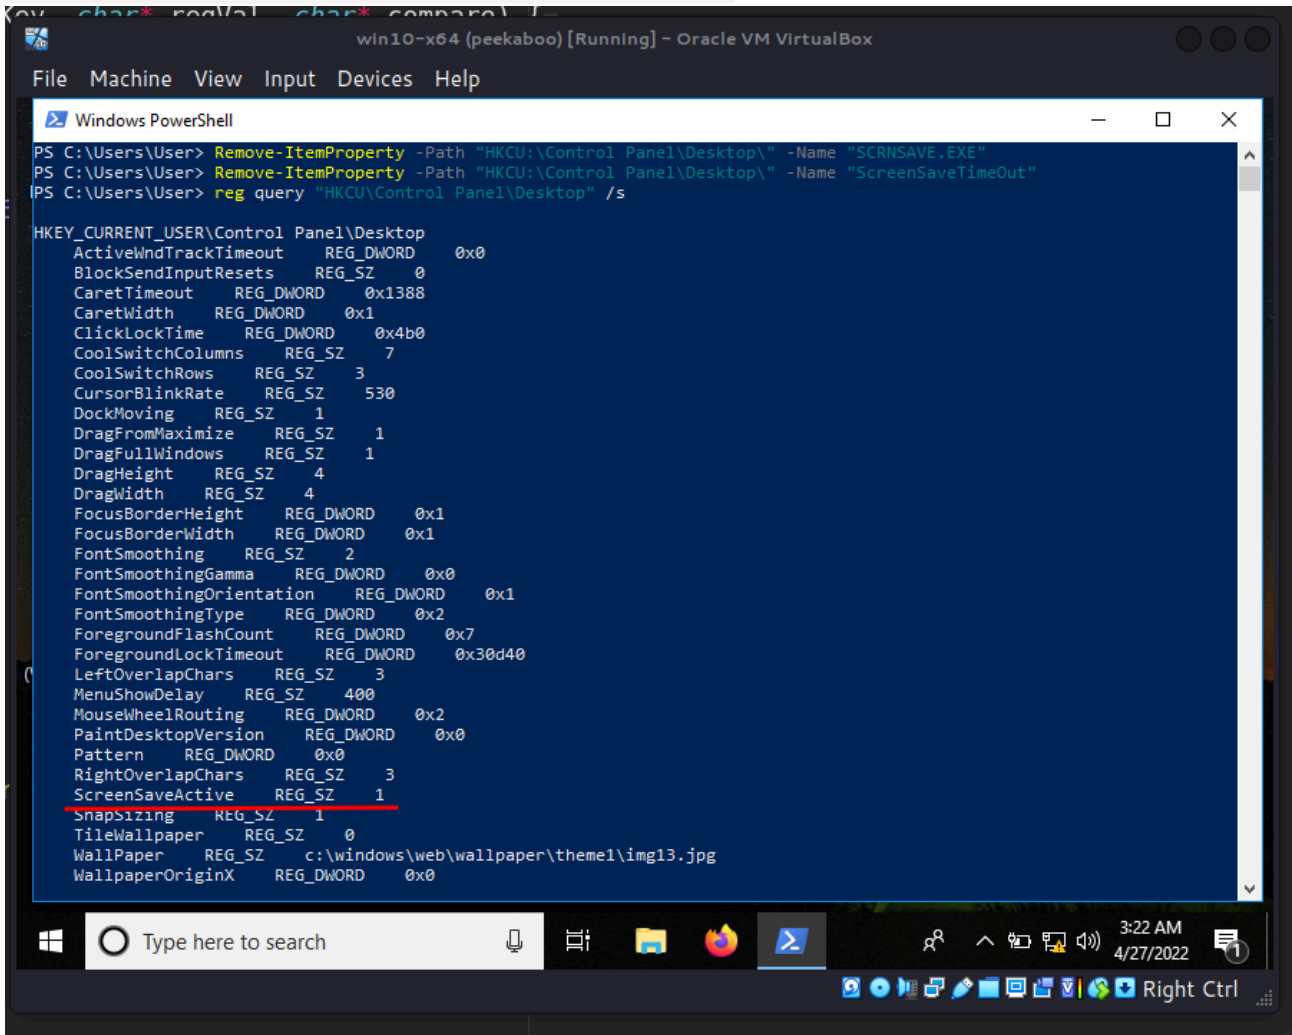 Key, char* regVal, char* compare) {
win10-x64 (peekaboo) [Running] - Oracle VM VirtualBox
File Machine View Input Devices Help
Windows PowerShell
PS C:\Users\User> Remove-ItemProperty -Path "HKCU:\Control Panel\Desktop\" -Name "SCRNSAVE.EXE"
PS C:\Users\User> Remove-ItemProperty -Path "HKCU:\Control Panel\Desktop\" -Name "ScreenSaveTimeOut"
PS C:\Users\User> reg query "HKCU\Control Panel\Desktop" /s
HKEY_CURRENT_USER\Control Panel\Desktop
ActiveWndTrackTimeout REG_DWORD 0x0
BlockSendInputResets REG_SZ 0
CaretTimeout REG_DWORD 0x1388
CaretWidth REG_DWORD 0x1
ClickLockTime REG_DWORD 0x4b0
CoolSwitchColumns REG_SZ 7
CoolSwitchRows REG_SZ 3
CursorBlinkRate REG_SZ 530
DockMoving REG_SZ 1
DragFromMaximize REG_SZ 1
DragFullWindows REG_SZ 1
DragHeight REG_SZ 4
DragWidth REG_SZ 4
FocusBorderHeight REG_DWORD 0x1
FocusBorderWidth REG_DWORD 0x1
FontSmoothing REG_SZ 2
FontSmoothingGamma REG_DWORD 0x0
FontSmoothingOrientation REG_DWORD 0x1
FontSmoothingType REG_DWORD 0x2
ForegroundFlashCount REG_DWORD 0x7
ForegroundLockTimeout REG_DWORD 0x30d40
LeftOverlapChars REG_SZ 3
MenuShowDelay REG_SZ 400
MouseWheelRouting REG_DWORD 0x2
PaintDesktopVersion REG_DWORD 0x0
Pattern REG_DWORD 0x0
RightOverlapChars REG_SZ 3
ScreenSaveActive REG_SZ 1
SnapSizing REG_SZ 1
TileWallpaper REG_SZ 0
WallPaper REG_SZ c:\windows\web\wallpaper\theme1\img13.jpg
WallpaperOriginX REG_DWORD 0x0
Type here to search
3:22 AM
4/27/2022
1
Right Ctrl